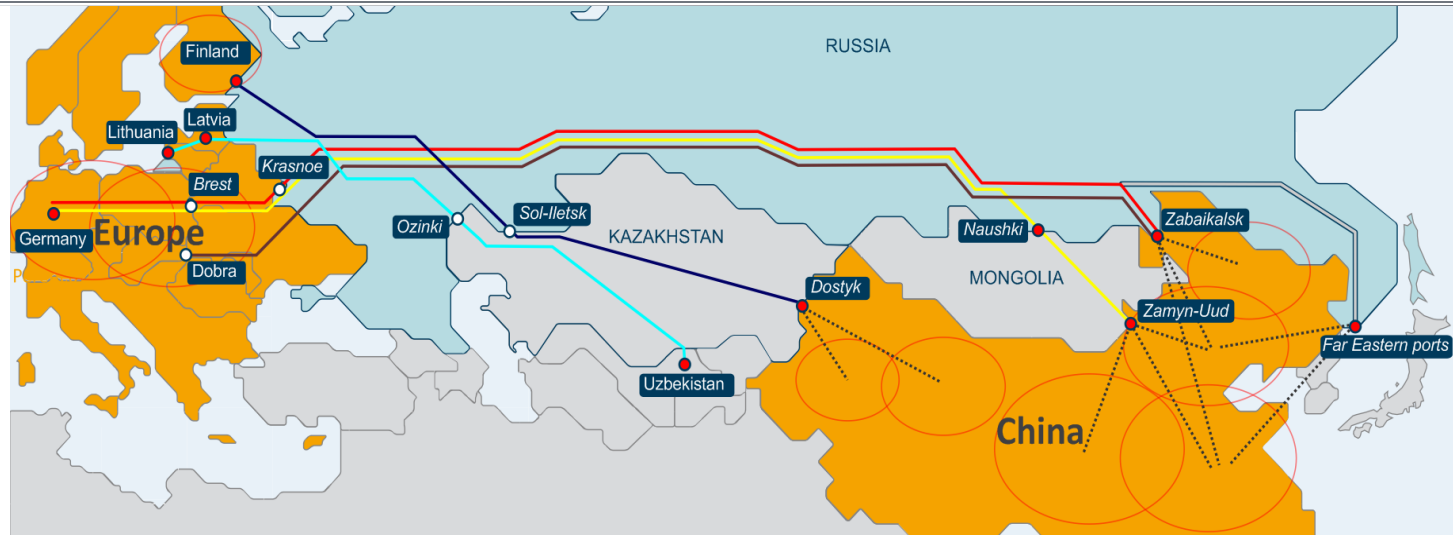 RUSSIA
Finland
Latvia
Lithuania
Krasnoe
Brest
Germany
Europe
Dobra
P
Ozinki
Sol-Iletsk
KAZAKHSTAN
Naushki
Zabaikalsk
MONGOLIA
Dostyk
Zamyn-Uud
Far Eastern ports
Uzbekistan
China